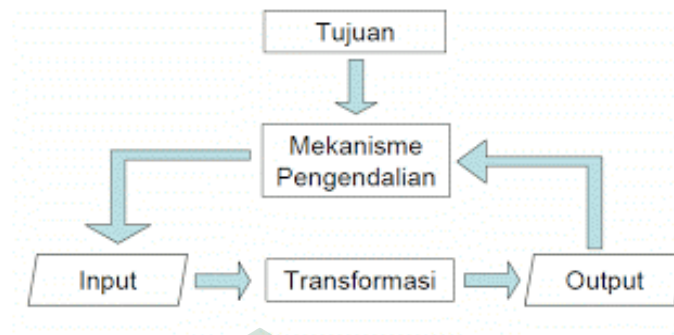 Tujuan
Mekanisme
Pengendalian
Input
Transformasi
Output